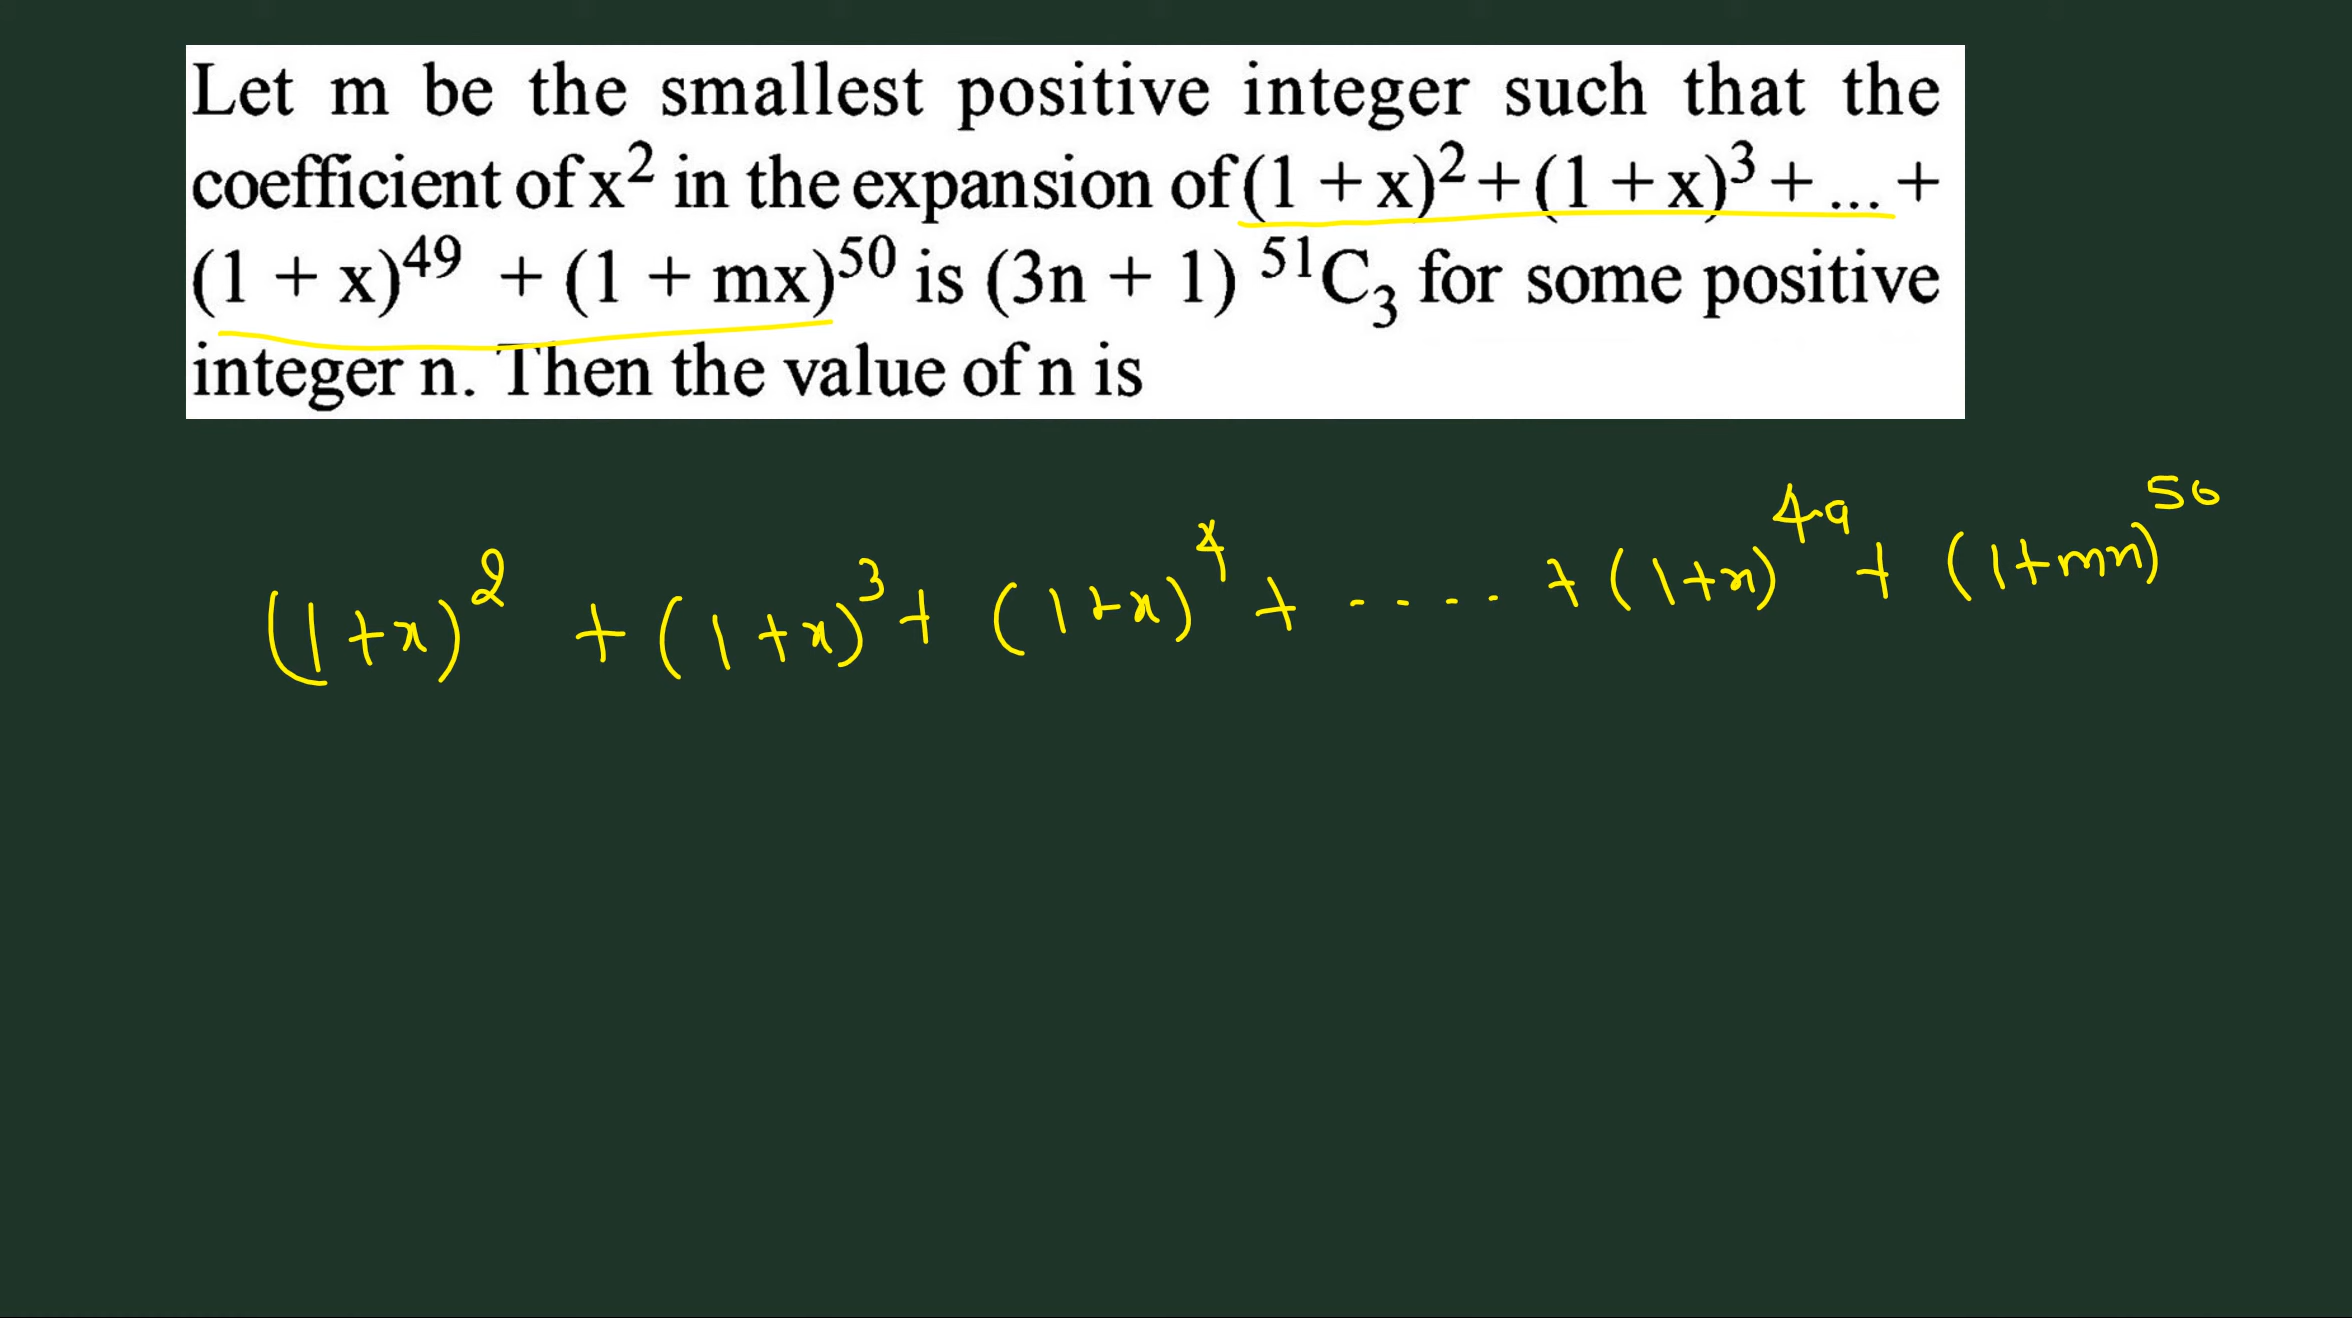 Let m be the smallest positive integer such that the
coefficient of x² in the expansion of (1 + x)² + (1 + x)³ + ... +
(1 + x)⁴⁹ + (1 + mx)⁵⁰ is (3n + 1) ⁵¹C₃ for some positive
integer n. Then the value of n is
(1+x)² + (1+x)³ + (1+x)⁴ + ..... + (1+x)⁴⁹ + (1+mx)⁵⁰